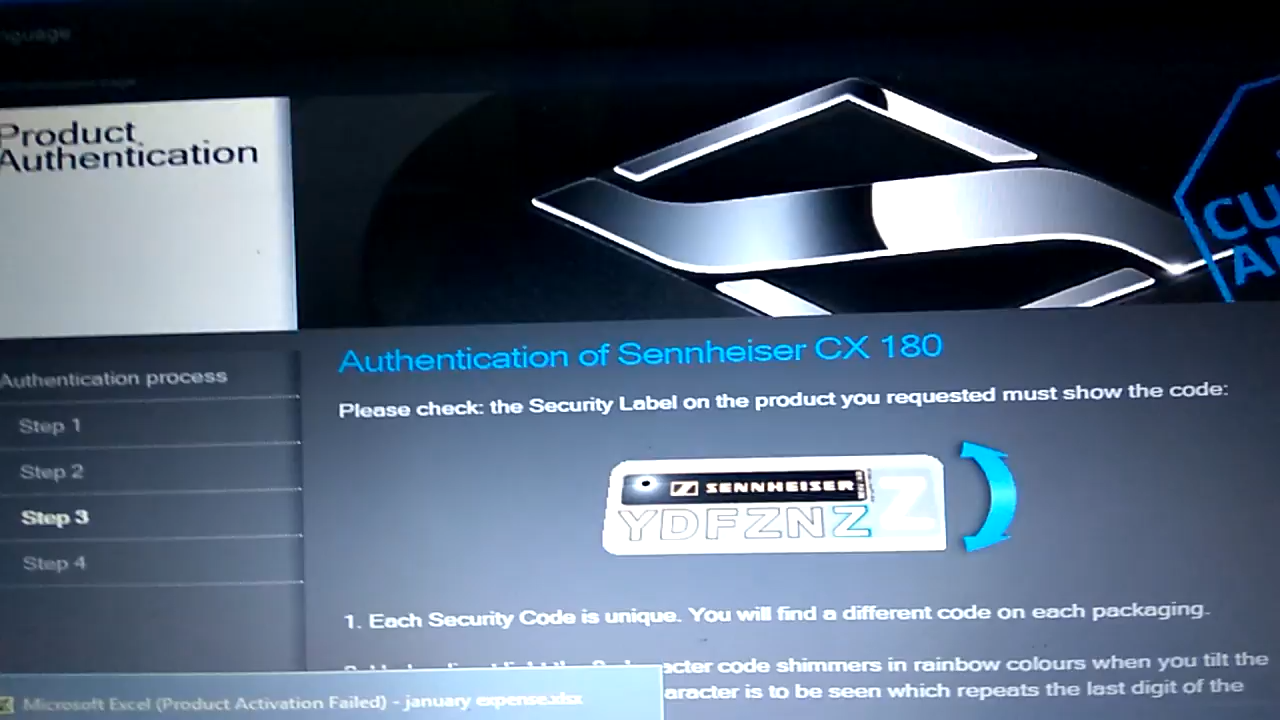 Product
Authentication
CU
Authentication of Sennheiser CX 180
Authentication process
Please check: the Security Label on the product you requested must show the code:
Step 1
Step 2
SENNHEISER
Z
Step 3
YDFZNZ
Step 4
1. Each Security Code is unique. You will find a different code on each packaging.
code shimmers in rainbow colours when you tilt the
is to be seen which repeats the last digit of the
Microsoft Excel (Product Activation Failed) - january expense.xlsx